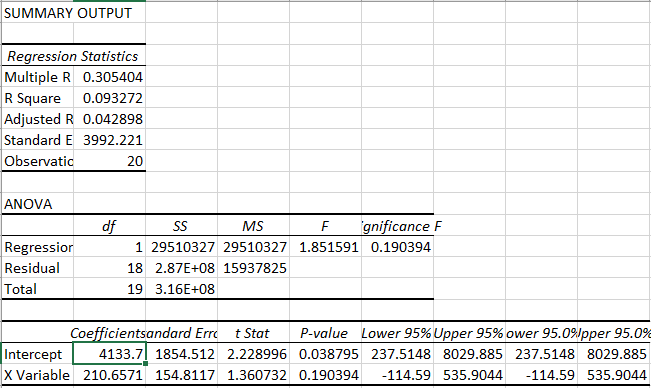 SUMMARY OUTPUT
Regression Statistics
Multiple R 0.305404
R Square 0.093272
Adjusted R 0.042898
Standard E 3992.221
Observatic 20
ANOVA
df SS MS F gnificance F
Regressior 1 29510327 29510327 1.851591 0.190394
Residual 18 2.87E+08 15937825
Total 19 3.16E+08
Coefficients andard Erro t Stat P-value Lower 95% Upper 95% ower 95.0% Upper 95.0%
Intercept 4133.7 1854.512 2.228996 0.038795 237.5148 8029.885 237.5148 8029.885
X Variable 210.6571 154.8117 1.360732 0.190394 -114.59 535.9044 -114.59 535.9044